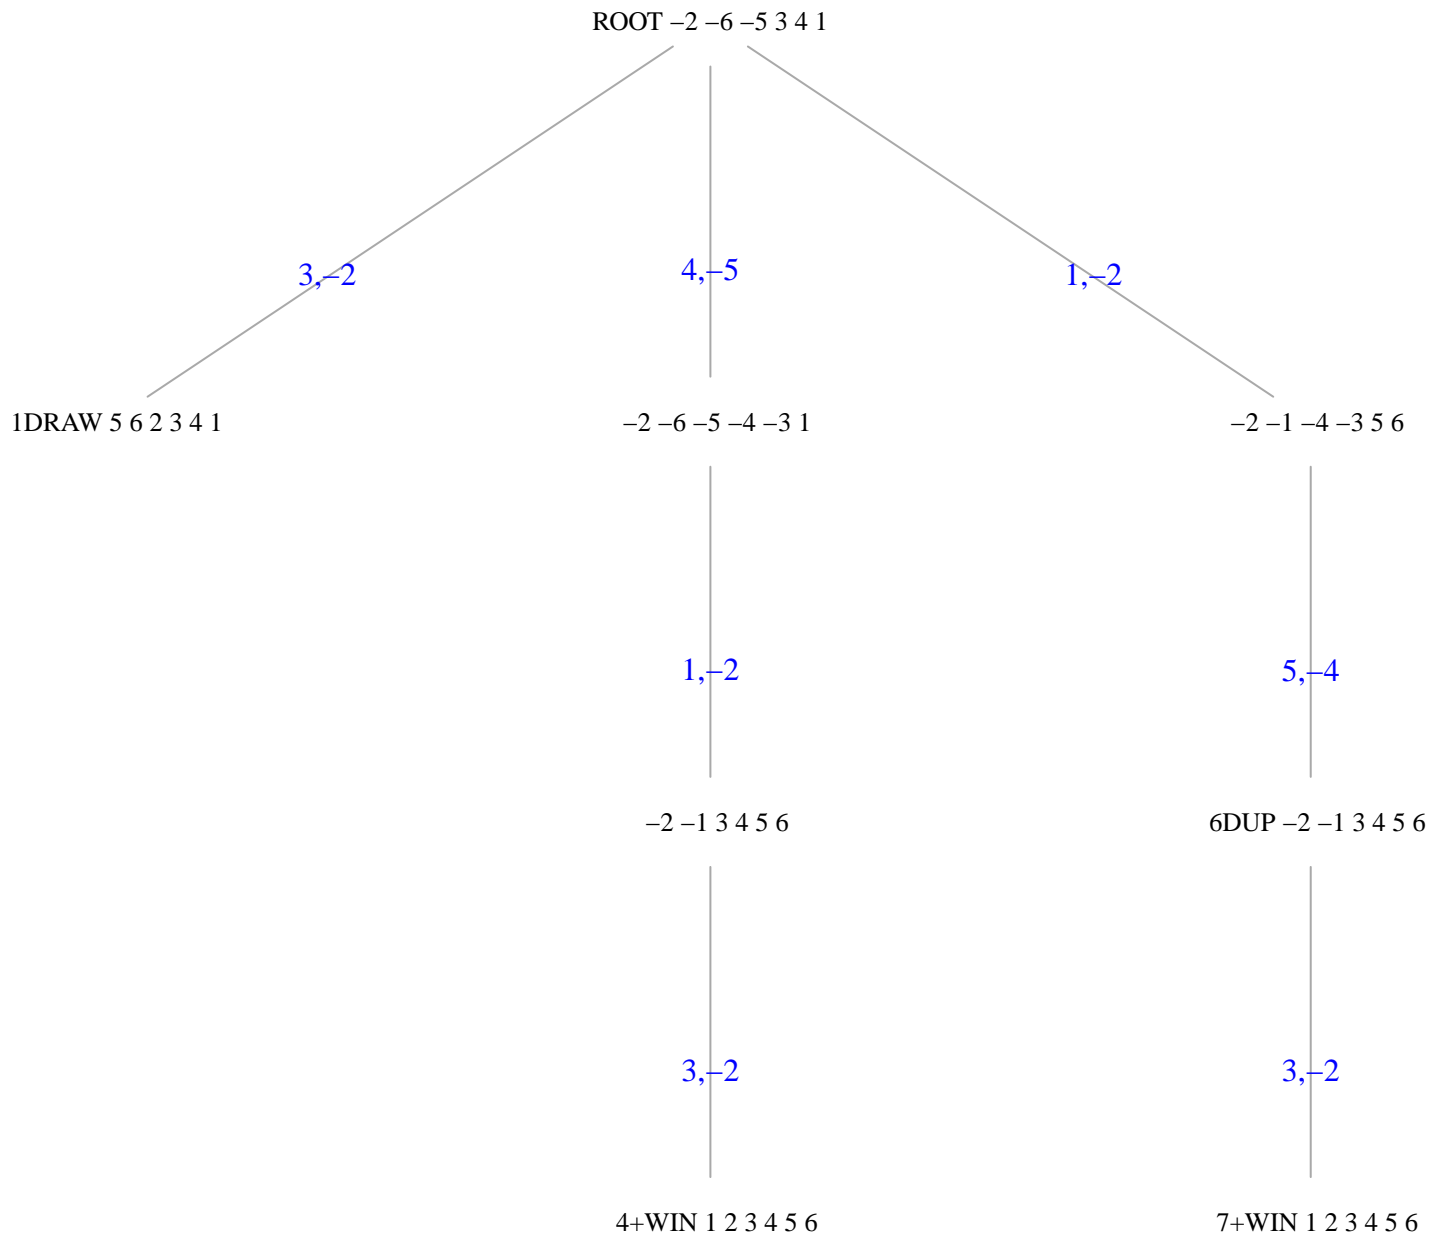 ROOT –2 –6 –5 3 4 1
3,–2
4,–5
1,–2
1DRAW 5 6 2 3 4 1
–2 –6 –5 –4 –3 1
–2 –1 –4 –3 5 6
1,–2
5,–4
–2 –1 3 4 5 6
6DUP –2 –1 3 4 5 6
3,–2
3,–2
4+WIN 1 2 3 4 5 6
7+WIN 1 2 3 4 5 6